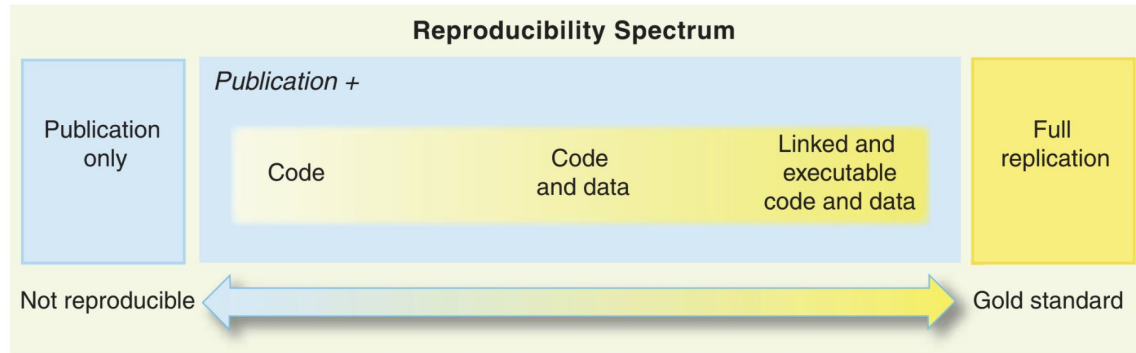 Reproducibility Spectrum
Publication
only
Publication +
Code
Code
and data
Linked and
executable
code and data
Full
replication
Not reproducible
Gold standard